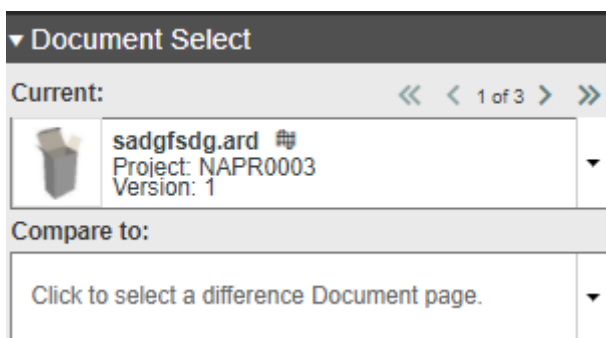 Document Select
Current: 1 of 3
sadgfsdg.ard
Project: NAPR0003
Version: 1
Compare to:
Click to select a difference Document page.